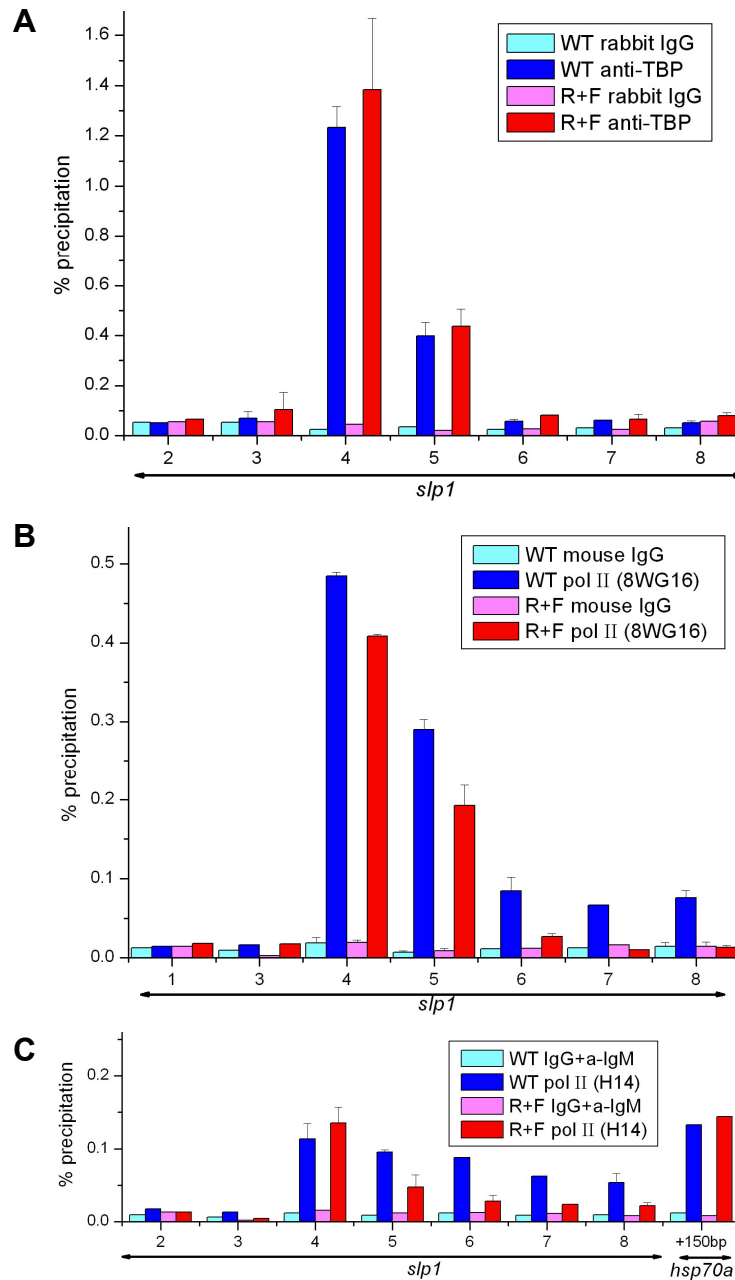 A
WT rabbit IgG
WT anti-TBP
R+F rabbit IgG
R+F anti-TBP
% precipitation
1.6
1.4
1.2
1.0
0.8
0.6
0.4
0.2
0.0
2 3 4 5 6 7 8
slp1
B
WT mouse IgG
WT pol II (8WG16)
R+F mouse IgG
R+F pol II (8WG16)
% precipitation
0.5
0.4
0.3
0.2
0.1
0.0
1 3 4 5 6 7 8
slp1
C
WT IgG+a-IgM
WT pol II (H14)
R+F IgG+a-IgM
R+F pol II (H14)
% precipitation
0.2
0.1
0.0
2 3 4 5 6 7 8 +150bp
slp1 hsp70a